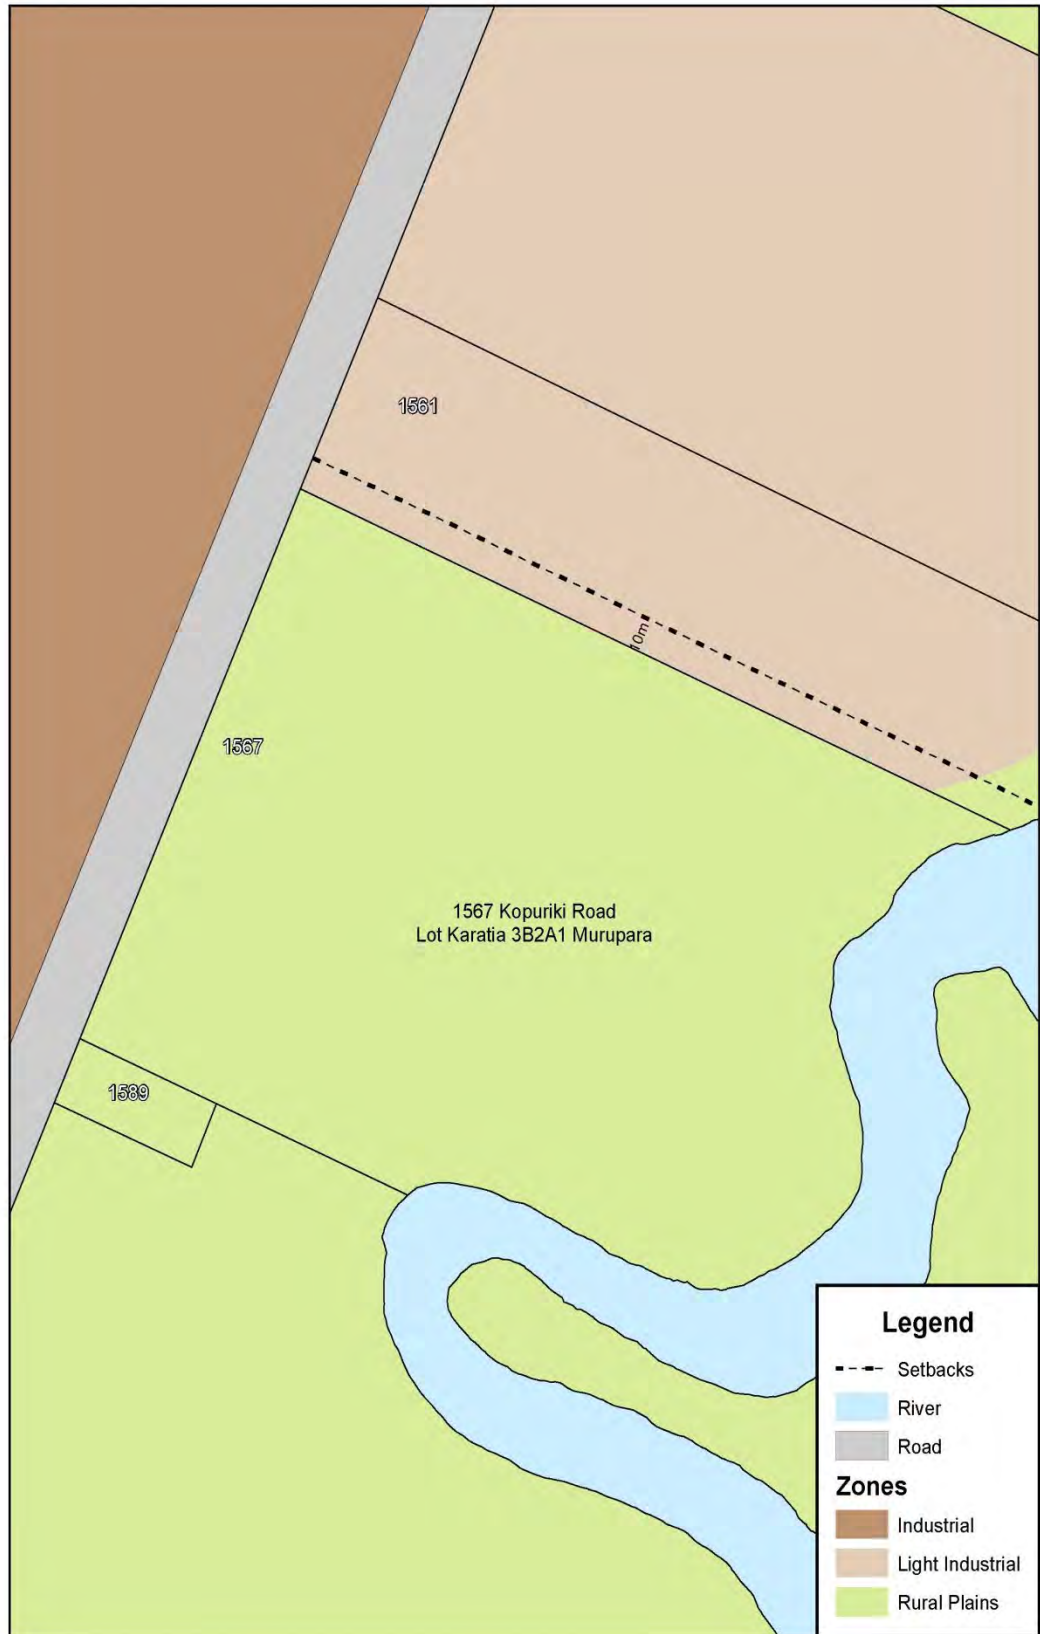 1561
10m
1567
1567 Kopuriki Road
Lot Karatia 3B2A1 Murupara
1589
Legend
Setbacks
River
Road
Zones
Industrial
Light Industrial
Rural Plains